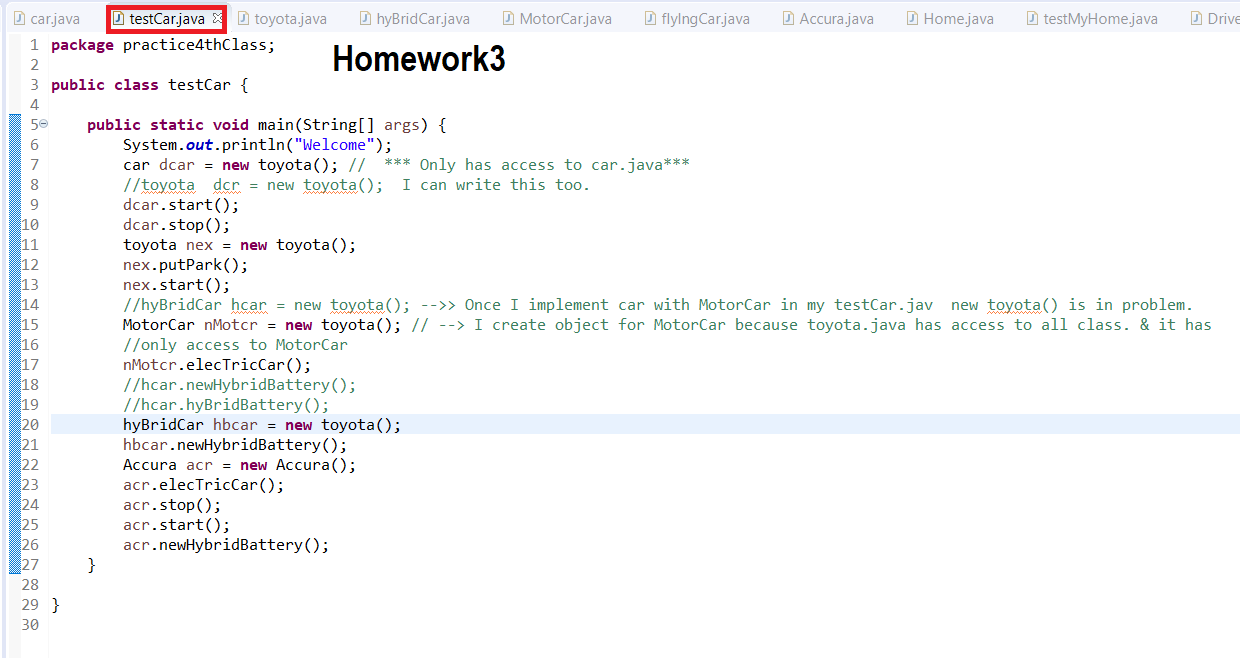 car.java testCar.java toyota.java hyBridCar.java MotorCar.java flyIngCar.java Accura.java Home.java testMyHome.java Drive
Homework3
1 package practice4thClass;
2
3 public class testCar {
4
5 public static void main(String[] args) {
6 System.out.println("Welcome");
7 car dcar = new toyota(); // *** Only has access to car.java***
8 //toyota dcr = new toyota(); I can write this too.
9 dcar.start();
10 dcar.stop();
11 toyota nex = new toyota();
12 nex.putPark();
13 nex.start();
14 //hyBridCar hcar = new toyota(); -->> Once I implement car with MotorCar in my testCar.jav new toyota() is in problem.
15 MotorCar nMotcr = new toyota(); // --> I create object for MotorCar because toyota.java has access to all class. & it has
16 //only access to MotorCar
17 nMotcr.elecTricCar();
18 //hcar.newHybridBattery();
19 //hcar.hyBridBattery();
20 hyBridCar hbcar = new toyota();
21 hbcar.newHybridBattery();
22 Accura acr = new Accura();
23 acr.elecTricCar();
24 acr.stop();
25 acr.start();
26 acr.newHybridBattery();
27 }
28
29 }
30